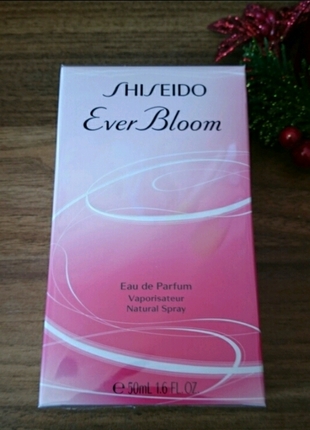 SHISEIDO
Ever Bloom
Eau de Parfum
Vaporisateur
Natural Spray
℮ 50mL 1.6 FL.OZ